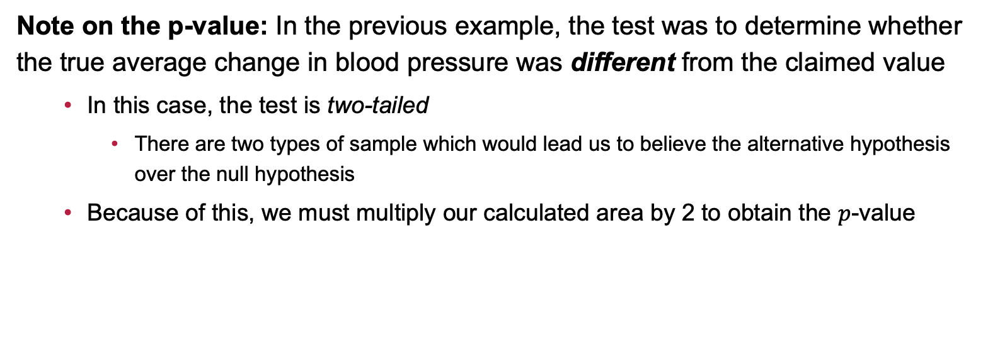 Note on the p-value: In the previous example, the test was to determine whether
the true average change in blood pressure was different from the claimed value
• In this case, the test is two-tailed
• There are two types of sample which would lead us to believe the alternative hypothesis
over the null hypothesis
• Because of this, we must multiply our calculated area by 2 to obtain the p-value